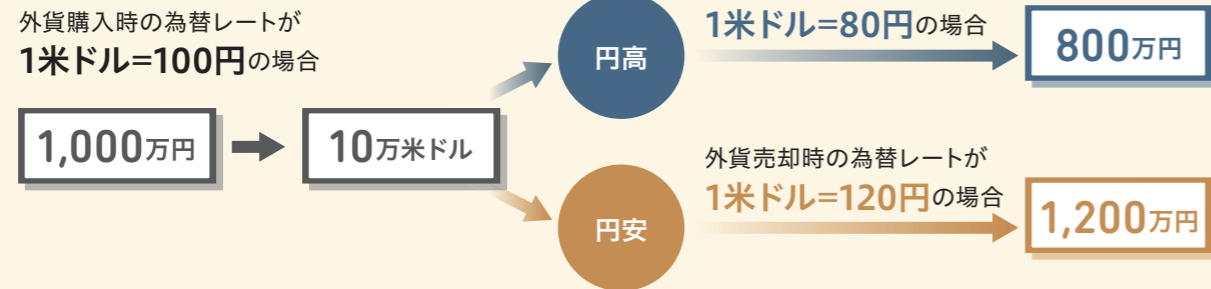 外貨購入時の為替レートが
1米ドル=100円の場合
1,000万円
10万米ドル
円高
1米ドル=80円の場合
800万円
円安
外貨売却時の為替レートが
1米ドル=120円の場合
1,200万円